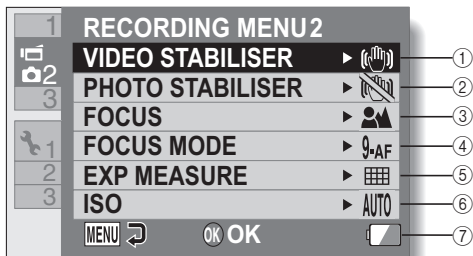 1 RECORDING MENU 2
VIDEO STABILISER ①
2 PHOTO STABILISER ②
3 FOCUS ③
1 FOCUS MODE 9-AF ④
2 EXP MEASURE ⑤
3 ISO AUTO ⑥
MENU OK OK ⑦